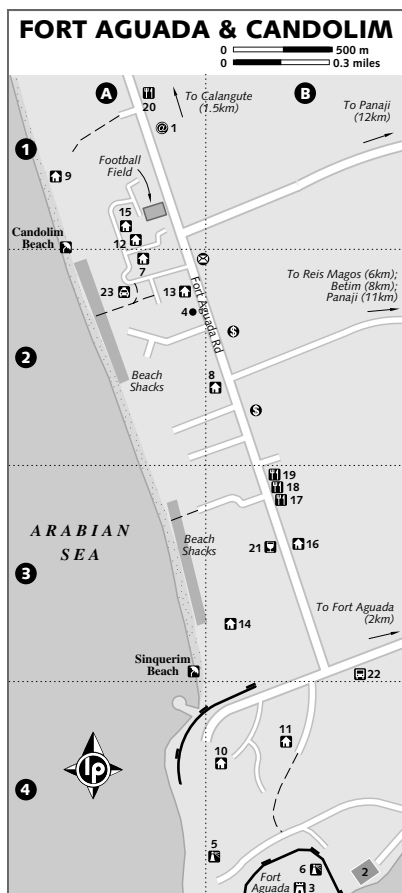 FORT AGUADA & CANDOLIM
0 500 m
0 0.3 miles
A
B
20
To Calangute
(1.5km)
To Panaji
(12km)
@ 1
1
Football
Field
9
15
Candolim
Beach
12
7
To Reis Magos (6km);
Betim (8km);
Panaji (11km)
23
13
Fort Aguada Rd
4
$
2
Beach
Shacks
8
$
19
18
17
ARABIAN
SEA
Beach
Shacks
21
16
3
14
To Fort Aguada
(2km)
Sinquerim
Beach
22
11
10
lp
4
5
6
2
Fort
Aguada
3